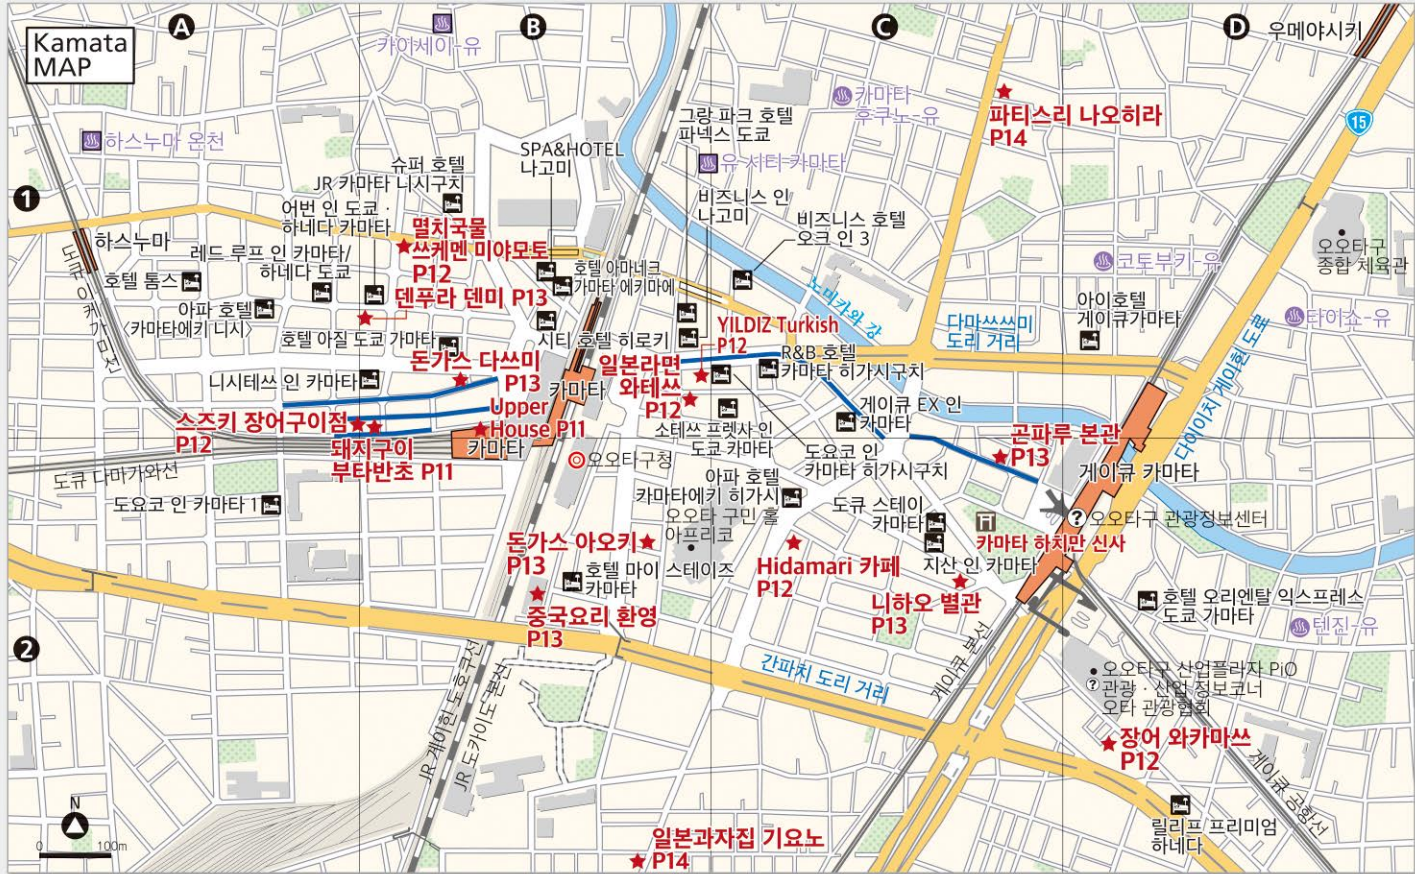 Kamata
MAP
A
B
C
D
1
2
카이세이-유
우메야시키
하스누마 온천
슈퍼 호텔
JR 카마타 니시구치
SPA&HOTEL
나고미
그랑 파크 호텔
파넥스 도쿄
카마타
후쿠노-유
파티스리 나오히라
P14
15
유 시티 카마타
어번 인 도쿄 ·
하네다 카마타
멸치국물
쓰케멘 미야모토
P12
비즈니스 인
나고미
비즈니스 호텔
오크 인 3
하스누마
레드 루프 인 카마타/
하네다 도쿄
호텔 톰스
호텔 아마네크
가마타 에키마에
코토부키-유
오오타구
종합 체육관
도큐 이케가미선
아파 호텔
〈카마타에키 니시〉
덴푸라 덴미 P13
노미카와 강
아이호텔
게이큐가마타
타이쇼-유
호텔 아질 도쿄 가마타
시티 호텔 히로키
YILDIZ Turkish
P12
다마쓰쓰미
도리 거리
다이이치 게이힌 도로
돈가스 다쓰미
P13
일본라면
와테쓰
P12
R&B 호텔
카마타 히가시구치
니시테쓰 인 카마타
카마타
스즈키 장어구이점
P12
Upper
House P11
카마타
게이큐 EX 인
카마타
돼지구이
부타반초 P11
소테쓰 프레사 인
도쿄 카마타
곤파루 본관
P13
도큐 다마가와선
오오타구청
도요코 인
카마타 히가시구치
게이큐 카마타
도요코 인 카마타 1
아파 호텔
카마타에키 히가시
오오타 구민 홀
아프리코
도큐 스테이
카마타
오오타구 관광정보센터
카마타 하치만 신사
돈가스 아오키
P13
호텔 마이 스테이즈
카마타
Hidamari 카페
P12
지산 인 카마타
니하오 별관
P13
중국요리 환영
P13
호텔 오리엔탈 익스프레스
도쿄 가마타
텐진-유
간파치 도리 거리
게이큐 본선
JR 게이힌 도호쿠선
JR 도카이도 본선
오오타구 산업플라자 PiO
관광 · 산업 정보코너
오타 관광협회
장어 와카마쓰
P12
게이큐 공항선
릴리프 프리미엄
하네다
일본과자집 기요노
P14
N
0 100m